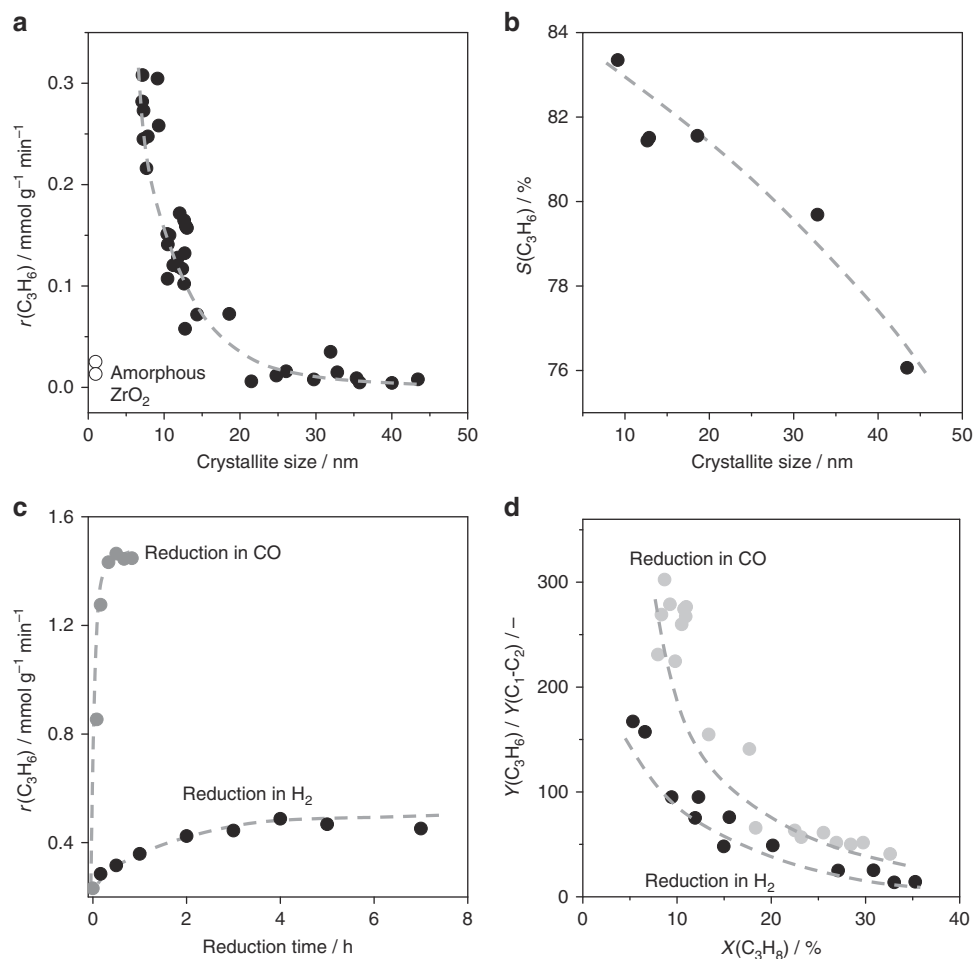 a
r(C₃H₆) / mmol g⁻¹ min⁻¹
0.3
0.2
0.1
0.0
Amorphous
ZrO₂
0 10 20 30 40 50
Crystallite size / nm
b
S(C₃H₆) / %
84
82
80
78
76
10 20 30 40 50
Crystallite size / nm
c
r(C₃H₆) / mmol g⁻¹ min⁻¹
1.6
1.2
0.8
0.4
Reduction in CO
Reduction in H₂
0 2 4 6 8
Reduction time / h
d
Y(C₃H₆) / Y(C₁-C₂) / –
300
200
100
0
Reduction in CO
Reduction in H₂
0 10 20 30 40
X(C₃H₈) / %